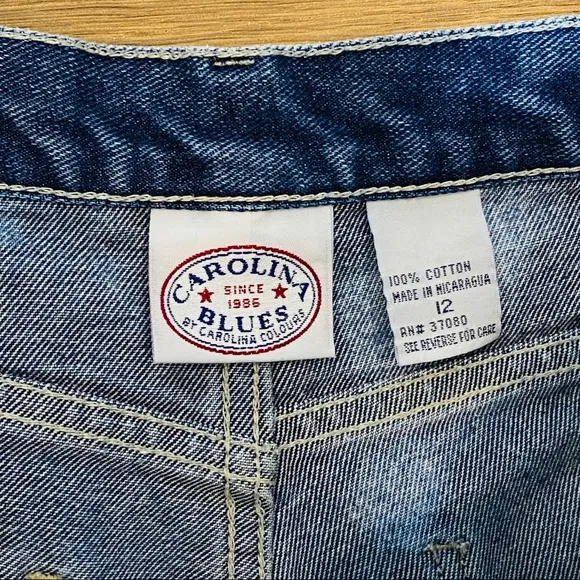 CAROLINA
SINCE
1986
BLUES
BY CAROLINA COLOURS
100% COTTON
MADE IN NICARAGUA
12
RN# 37080
SEE REVERSE FOR CARE